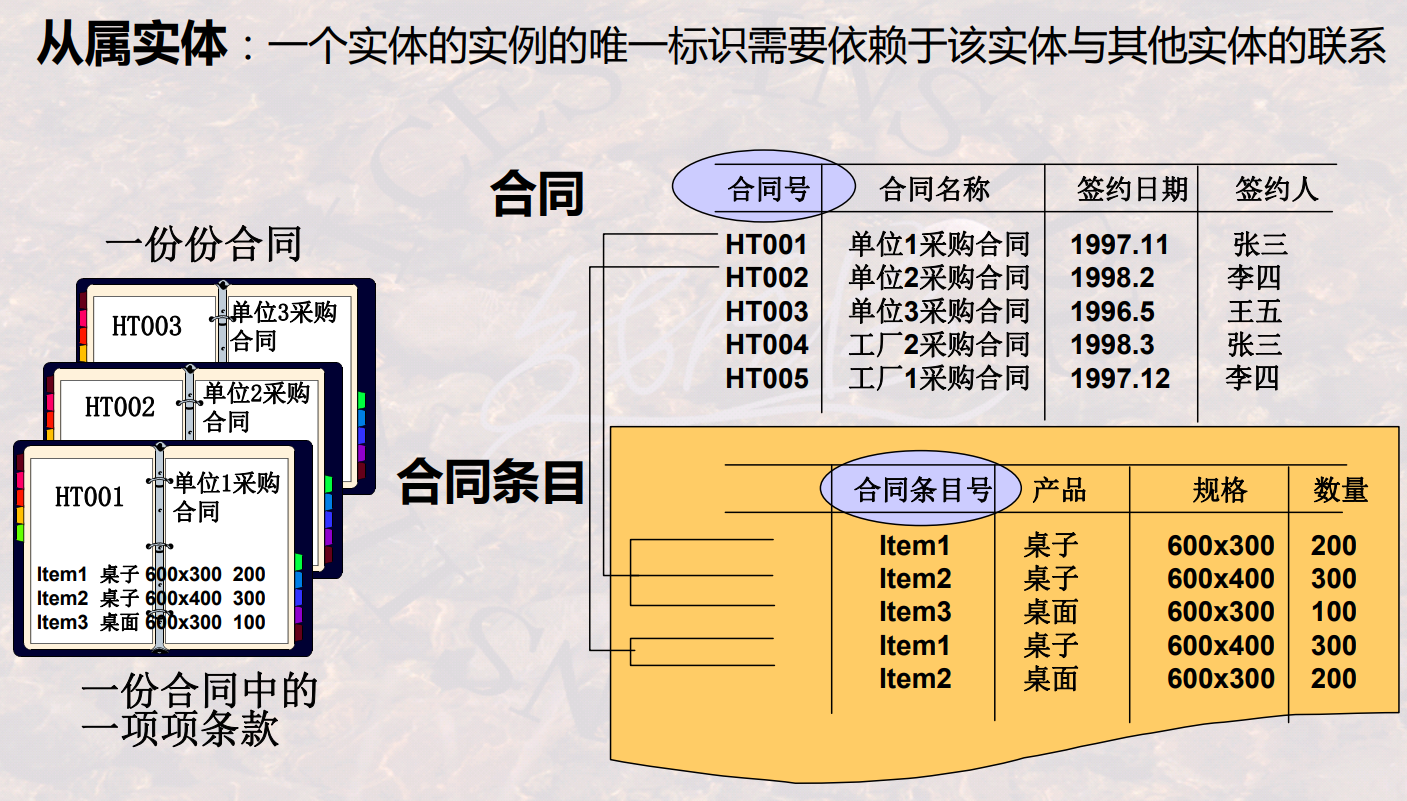 从属实体：一个实体的实例的唯一标识需要依赖于该实体与其他实体的联系
一份份合同
HT003 单位3采购
合同
HT002 单位2采购
合同
HT001 单位1采购
合同
Item1 桌子 600x300 200
Item2 桌子 600x400 300
Item3 桌面 600x300 100
一份合同中的
一项项条款
合同
合同号 合同名称 签约日期 签约人
HT001 单位1采购合同 1997.11 张三
HT002 单位2采购合同 1998.2 李四
HT003 单位3采购合同 1996.5 王五
HT004 工厂2采购合同 1998.3 张三
HT005 工厂1采购合同 1997.12 李四
合同条目
合同条目号 产品 规格 数量
Item1 桌子 600x300 200
Item2 桌子 600x400 300
Item3 桌面 600x300 100
Item1 桌子 600x400 300
Item2 桌面 600x300 200